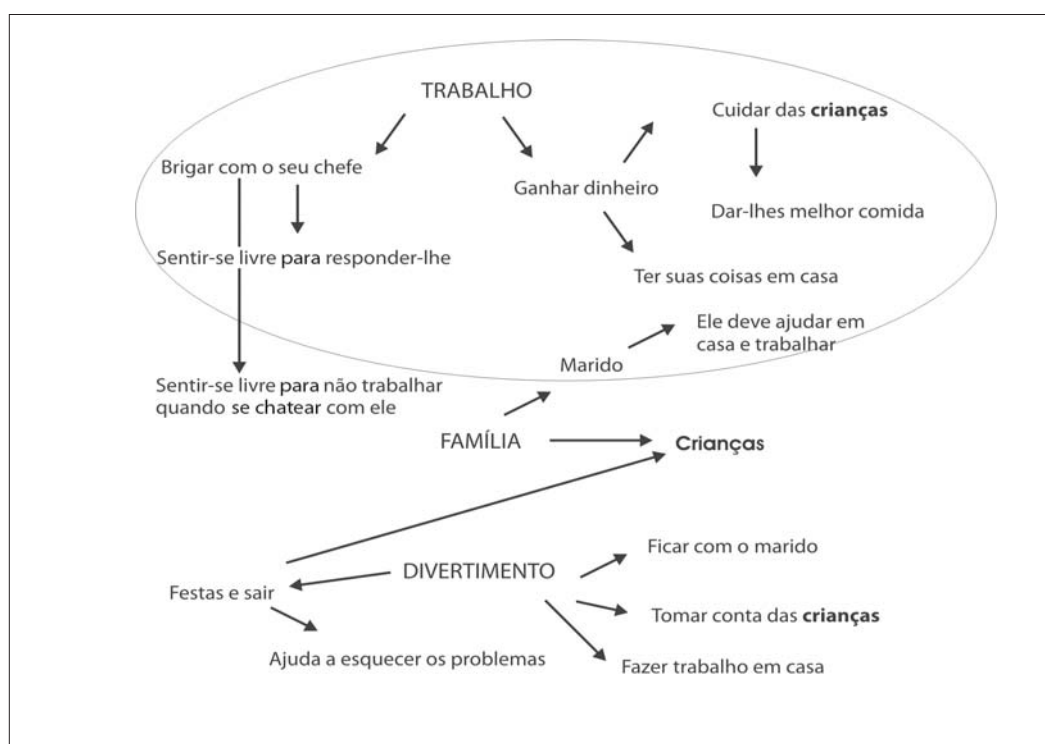 TRABALHO
Cuidar das crianças
Brigar com o seu chefe
Ganhar dinheiro
Dar-lhes melhor comida
Sentir-se livre para responder-lhe
Ter suas coisas em casa
Ele deve ajudar em
casa e trabalhar
Marido
Sentir-se livre para não trabalhar
quando se chatear com ele
FAMÍLIA
Crianças
Ficar com o marido
DIVERTIMENTO
Festas e sair
Tomar conta das crianças
Ajuda a esquecer os problemas
Fazer trabalho em casa